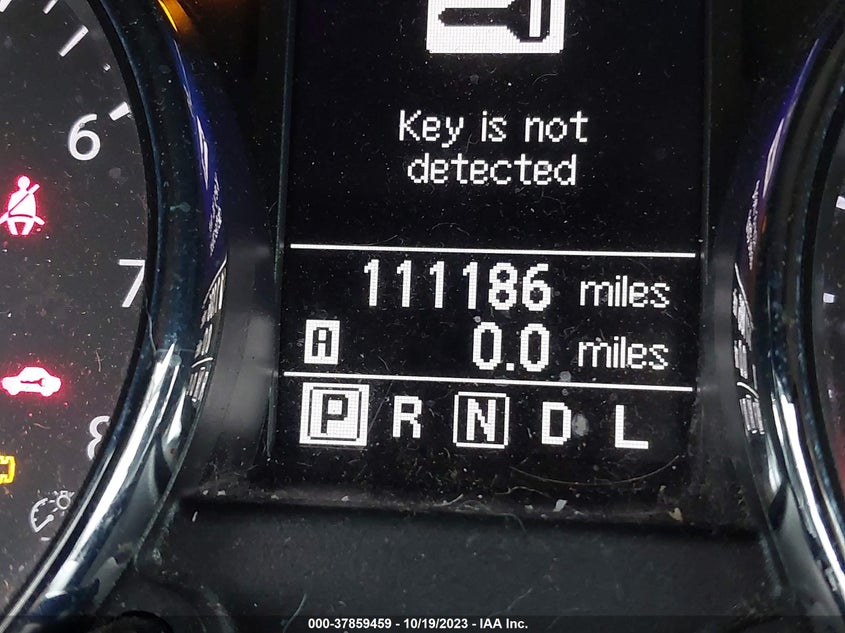 6
7
8
Key is not
detected
111186 miles
A 0.0 miles
P R N D L
000-37859459 - 10/19/2023 - IAA Inc.